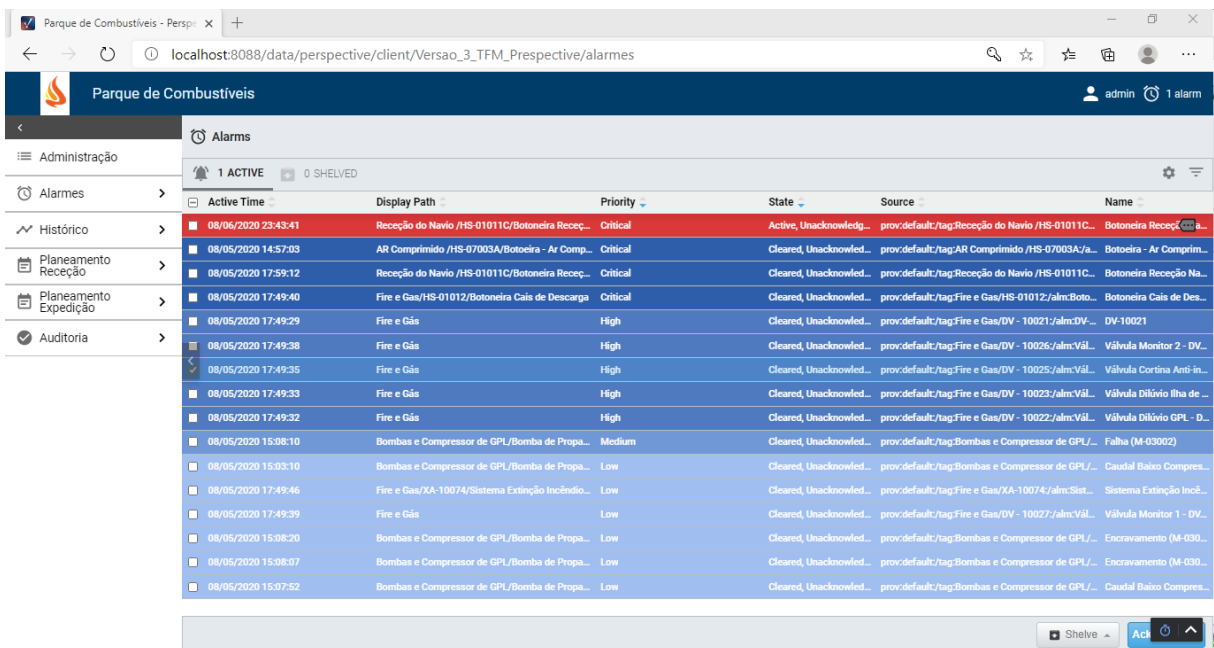 Parque de Combustíveis - Perspe
localhost:8088/data/perspective/client/Versao_3_TFM_Prespective/alarmes
Parque de Combustíveis
admin 1 alarm
Administração
Alarmes
Histórico
Planeamento
Receção
Planeamento
Expedição
Auditoria
Alarms
1 ACTIVE 0 SHELVED
Active Time Display Path Priority State Source Name
08/06/2020 23:43:41 Receção do Navio /HS-01011C/Botoneira Receç... Critical Active, Unacknowledg... prov:default:/tag:Receção do Navio /HS-01011C... Botoneira Receçã
08/05/2020 14:57:03 AR Comprimido /HS-07003A/Botoeira - Ar Comp... Critical Cleared, Unacknowled... prov:default:/tag:AR Comprimido /HS-07003A:/a... Botoeira - Ar Comprim...
08/05/2020 17:59:12 Receção do Navio /HS-01011C/Botoneira Receç... Critical Cleared, Unacknowled... prov:default:/tag:Receção do Navio /HS-01011C... Botoneira Receção Na...
08/05/2020 17:49:40 Fire e Gas/HS-01012/Botoneira Cais de Descarga Critical Cleared, Unacknowled... prov:default:/tag:Fire e Gas/HS-01012:/alm:Boto... Botoneira Cais de Des...
08/05/2020 17:49:29 Fire e Gás High Cleared, Unacknowled... prov:default:/tag:Fire e Gas/DV - 10021:/alm:DV-... DV-10021
08/05/2020 17:49:38 Fire e Gás High Cleared, Unacknowled... prov:default:/tag:Fire e Gas/DV - 10026:/alm:Vál... Válvula Monitor 2 - DV...
08/05/2020 17:49:35 Fire e Gás High Cleared, Unacknowled... prov:default:/tag:Fire e Gas/DV - 10025:/alm:Vál... Válvula Cortina Anti-in...
08/05/2020 17:49:33 Fire e Gás High Cleared, Unacknowled... prov:default:/tag:Fire e Gas/DV - 10023:/alm:Vál... Válvula Dilúvio Ilha de ...
08/05/2020 17:49:32 Fire e Gás High Cleared, Unacknowled... prov:default:/tag:Fire e Gas/DV - 10022:/alm:Vál... Válvula Dilúvio GPL - D...
08/05/2020 15:08:10 Bombas e Compressor de GPL/Bomba de Propa... Medium Cleared, Unacknowled... prov:default:/tag:Bombas e Compressor de GPL/... Falha (M-03002)
08/05/2020 15:03:10 Bombas e Compressor de GPL/Bomba de Propa... Low Cleared, Unacknowled... prov:default:/tag:Bombas e Compressor de GPL/... Caudal Baixo Compres...
08/05/2020 17:49:46 Fire e Gas/XA-10074/Sistema Extinção Incêndio... Low Cleared, Unacknowled... prov:default:/tag:Fire e Gas/XA-10074:/alm:Sist... Sistema Extinção Incê...
08/05/2020 17:49:39 Fire e Gás Low Cleared, Unacknowled... prov:default:/tag:Fire e Gas/DV - 10027:/alm:Vál... Válvula Monitor 1 - DV...
08/05/2020 15:08:20 Bombas e Compressor de GPL/Bomba de Propa... Low Cleared, Unacknowled... prov:default:/tag:Bombas e Compressor de GPL/... Encravamento (M-030...
08/05/2020 15:08:07 Bombas e Compressor de GPL/Bomba de Propa... Low Cleared, Unacknowled... prov:default:/tag:Bombas e Compressor de GPL/... Encravamento (M-030...
08/05/2020 15:07:52 Bombas e Compressor de GPL/Bomba de Propa... Low Cleared, Unacknowled... prov:default:/tag:Bombas e Compressor de GPL/... Caudal Baixo Compres...
Shelve Ack